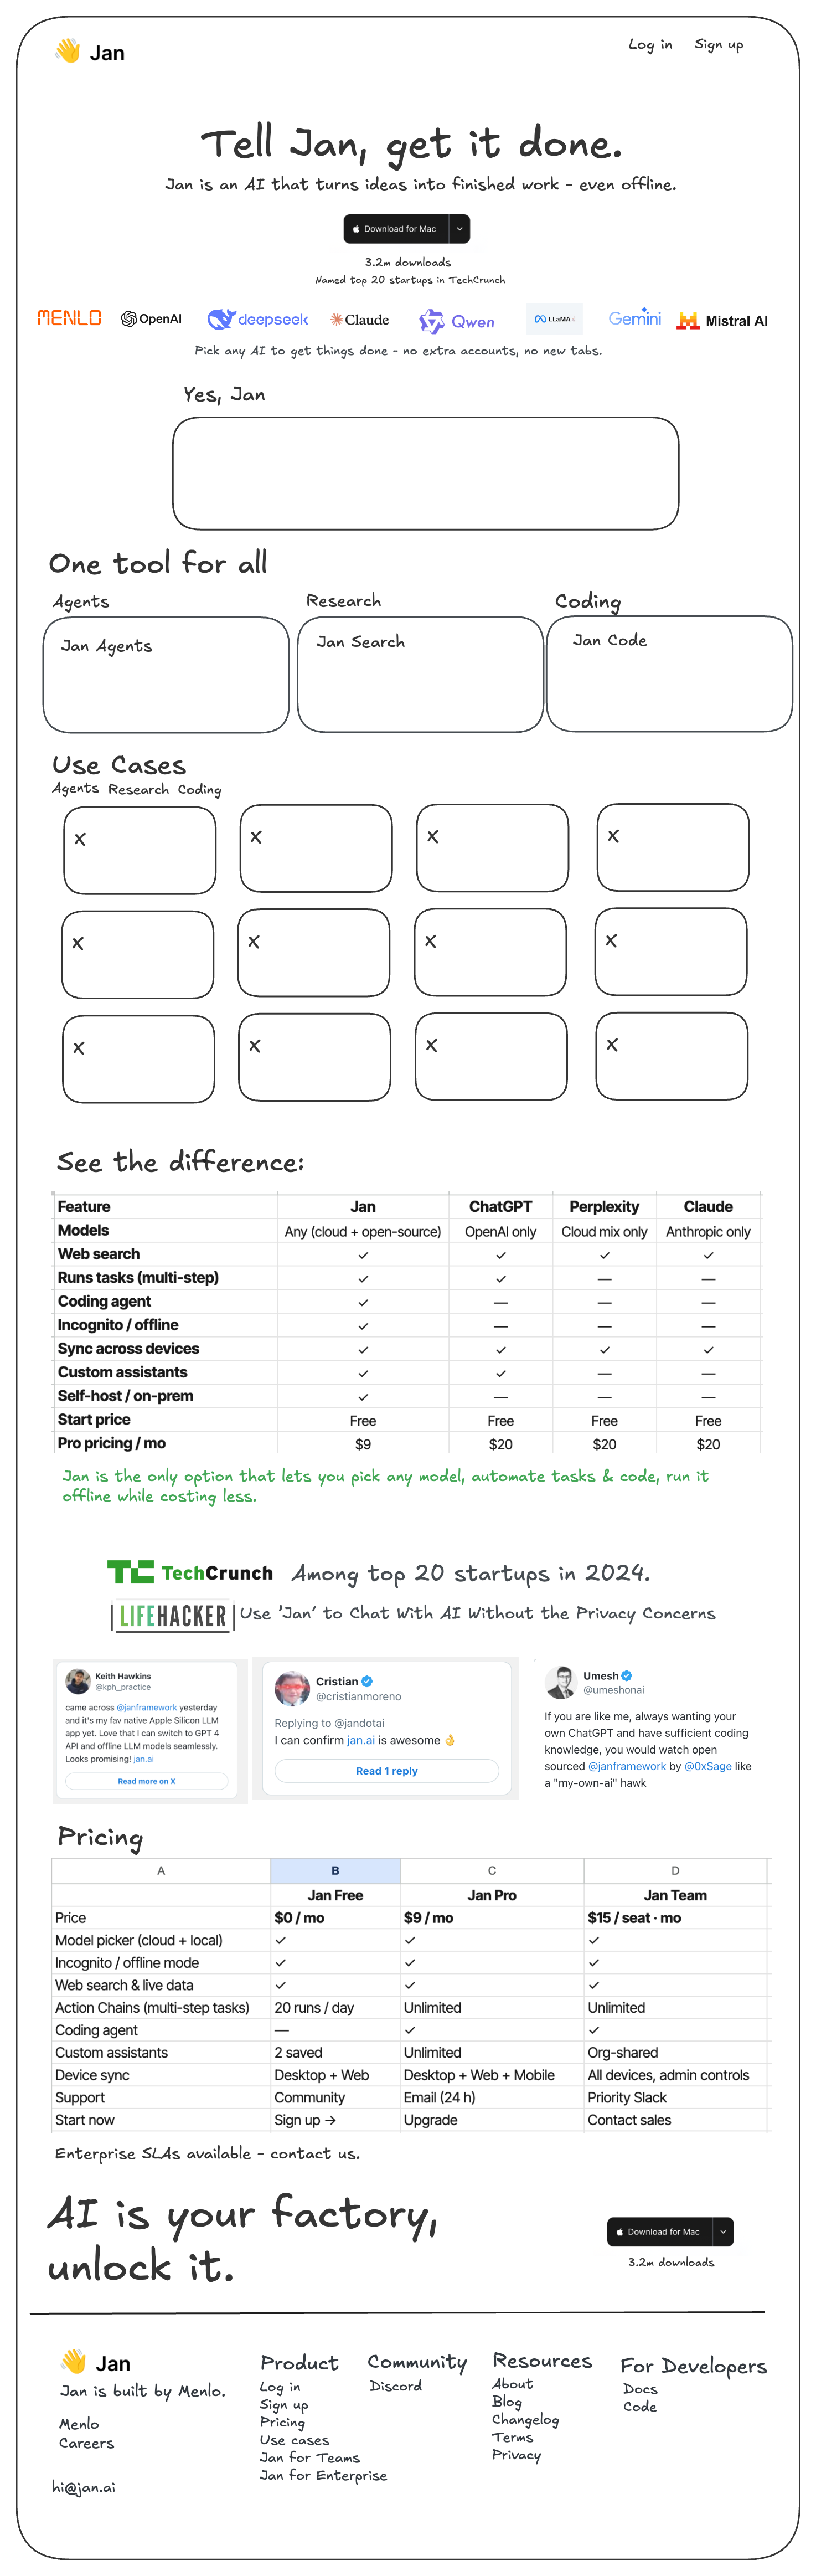 👋 Jan
Log in
Sign up
Tell Jan, get it done.
Jan is an AI that turns ideas into finished work - even offline.
Download for Mac
3.2m downloads
Named top 20 startups in TechCrunch
MENLO OpenAI deepseek Claude Qwen LLaMA Gemini Mistral AI
Pick any AI to get things done - no extra accounts, no new tabs.
Yes, Jan
One tool for all
Agents Research Coding
Jan Agents Jan Search Jan Code
Use Cases
Agents Research Coding
X X X X
X X X X
X X X X
See the difference:
Feature Jan ChatGPT Perplexity Claude
Models Any (cloud + open-source) OpenAI only Cloud mix only Anthropic only
Web search ✓ ✓ ✓ ✓
Runs tasks (multi-step) ✓ ✓ — —
Coding agent ✓ — — —
Incognito / offline ✓ — — —
Sync across devices ✓ ✓ ✓ ✓
Custom assistants ✓ ✓ — —
Self-host / on-prem ✓ — — —
Start price Free Free Free Free
Pro pricing / mo $9 $20 $20 $20
Jan is the only option that lets you pick any model, automate tasks & code, run it
offline while costing less.
TC TechCrunch Among top 20 startups in 2024.
LIFEHACKER Use 'Jan' to Chat With AI Without the Privacy Concerns
Keith Hawkins
@kph_practice
came across @janframework yesterday
and it's my fav native Apple Silicon LLM
app yet. Love that I can switch to GPT 4
API and offline LLM models seamlessly.
Looks promising! jan.ai
Read more on X
Cristian
@cristianmoreno
Replying to @jandotai
I can confirm jan.ai is awesome 👌
Read 1 reply
Umesh
@umeshonai
If you are like me, always wanting your
own ChatGPT and have sufficient coding
knowledge, you would watch open
sourced @janframework by @0xSage like
a "my-own-ai" hawk
Pricing
A B C D
Jan Free Jan Pro Jan Team
Price $0 / mo $9 / mo $15 / seat · mo
Model picker (cloud + local) ✓ ✓ ✓
Incognito / offline mode ✓ ✓ ✓
Web search & live data ✓ ✓ ✓
Action Chains (multi-step tasks) 20 runs / day Unlimited Unlimited
Coding agent — ✓ ✓
Custom assistants 2 saved Unlimited Org-shared
Device sync Desktop + Web Desktop + Web + Mobile All devices, admin controls
Support Community Email (24 h) Priority Slack
Start now Sign up → Upgrade Contact sales
Enterprise SLAs available - contact us.
AI is your factory,
unlock it.
Download for Mac
3.2m downloads
👋 Jan
Jan is built by Menlo.
Menlo
Careers
hi@jan.ai
Product
Log in
Sign up
Pricing
Use cases
Jan for Teams
Jan for Enterprise
Community
Discord
Resources
About
Blog
Changelog
Terms
Privacy
For Developers
Docs
Code